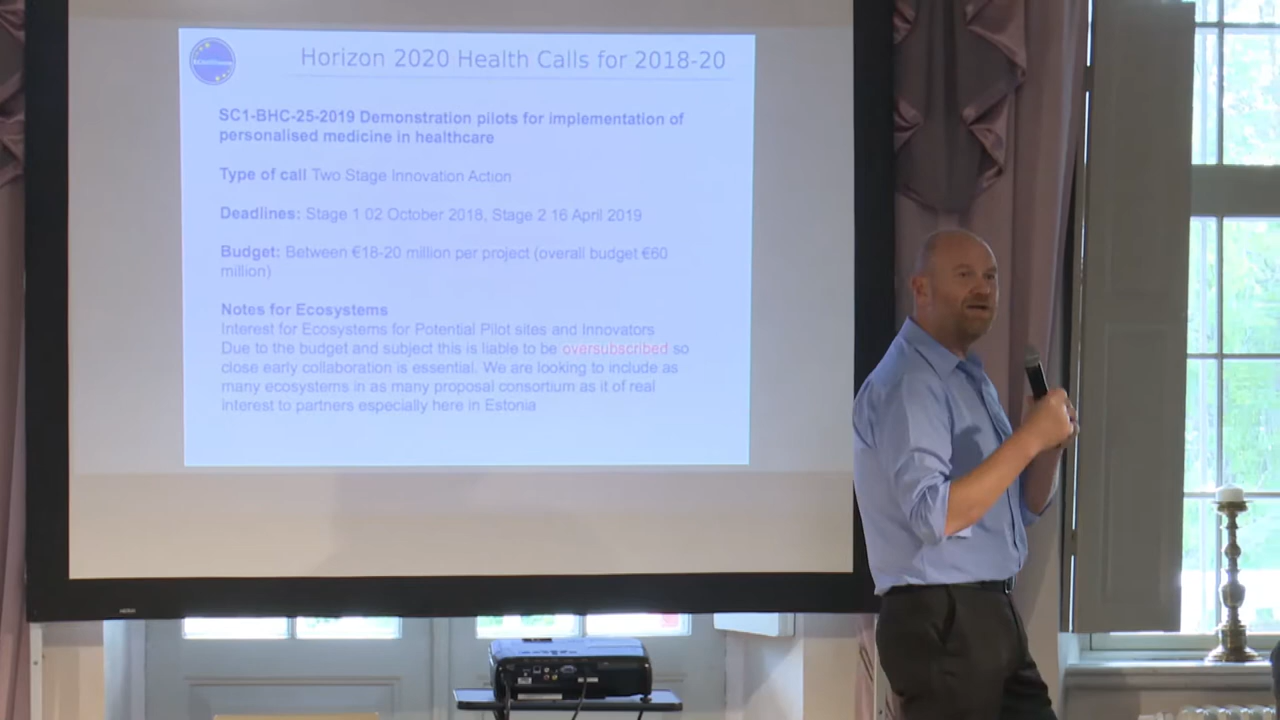 Horizon 2020 Health Calls for 2018-20
SC1-BHC-25-2019 Demonstration pilots for implementation of
personalised medicine in healthcare
Type of call Two Stage Innovation Action
Deadlines: Stage 1 02 October 2018, Stage 2 16 April 2019
Budget: Between €18-20 million per project (overall budget €60
million)
Notes for Ecosystems
Interest for Ecosystems for Potential Pilot sites and Innovators
Due to the budget and subject this is liable to be oversubscribed so
close early collaboration is essential. We are looking to include as
many ecosystems in as many proposal consortium as it of real
interest to partners especially here in Estonia